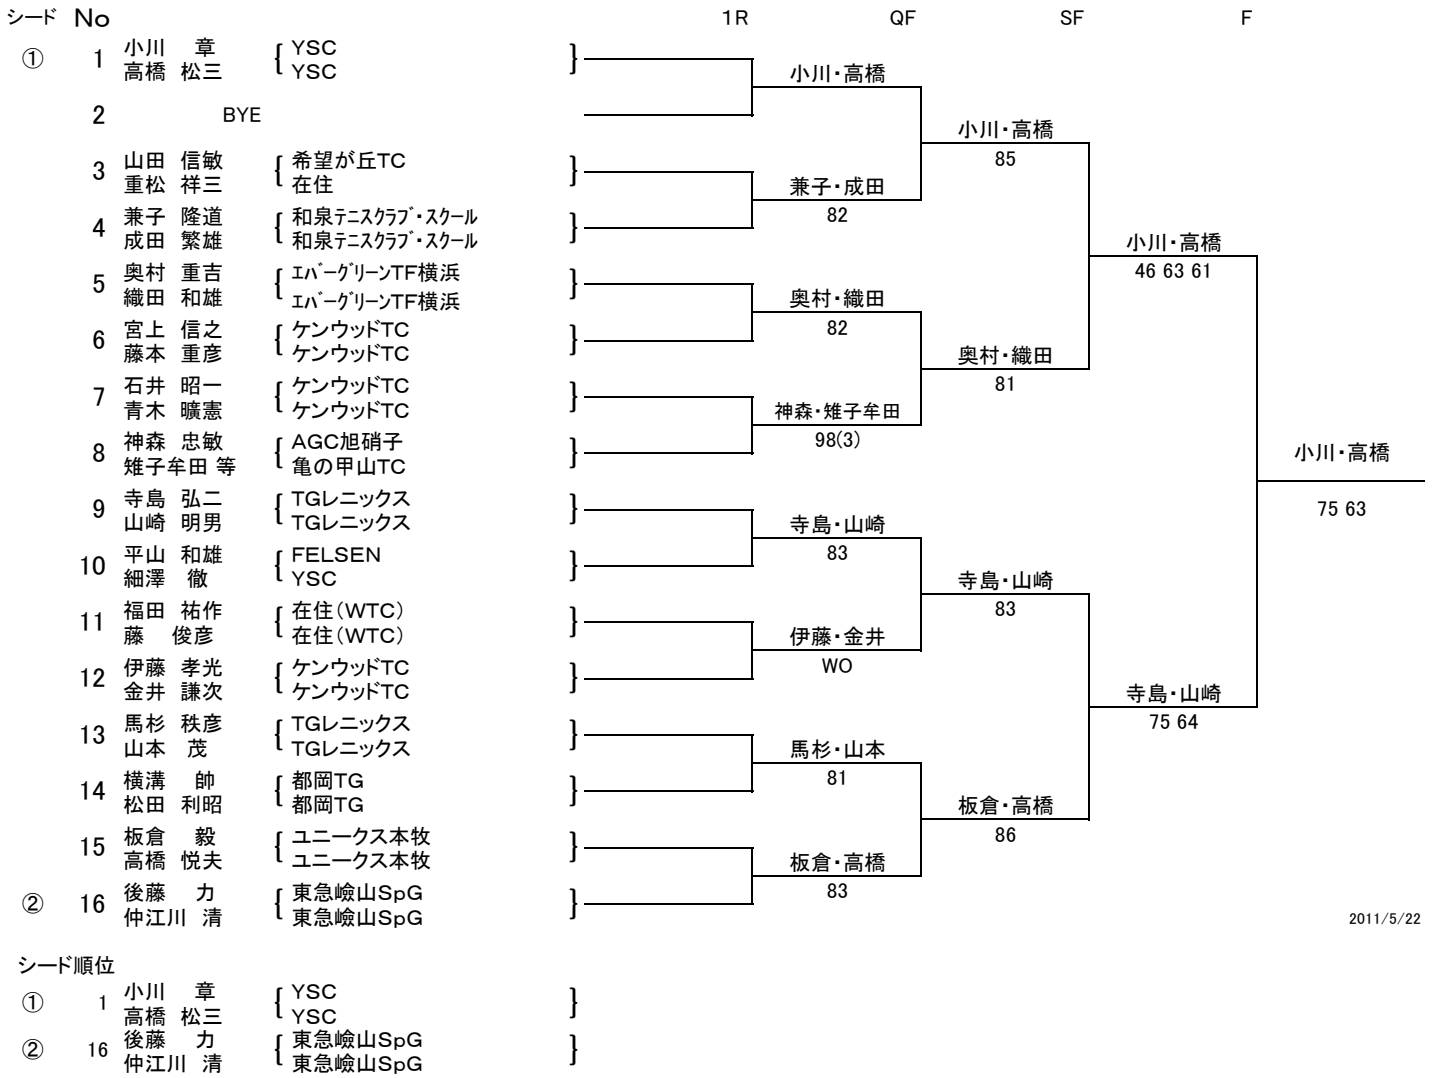 シード No 1R QF SF F
① 1 小川 章 { YSC }
高橋 松三 YSC
小川・高橋
2 BYE
小川・高橋
85
3 山田 信敏 { 希望が丘TC }
重松 祥三 在住
兼子・成田
82
4 兼子 隆道 { 和泉テニスクラブ・スクール }
成田 繁雄 和泉テニスクラブ・スクール
小川・高橋
46 63 61
5 奥村 重吉 { エバーグリーンTF横浜 }
織田 和雄 エバーグリーンTF横浜
奥村・織田
82
6 宮上 信之 { ケンウッドTC }
藤本 重彦 ケンウッドTC
奥村・織田
81
7 石井 昭一 { ケンウッドTC }
青木 曠憲 ケンウッドTC
神森・雉子牟田
98(3)
8 神森 忠敏 { AGC旭硝子 }
雉子牟田 等 亀の甲山TC
小川・高橋
75 63
9 寺島 弘二 { TGレニックス }
山崎 明男 TGレニックス
寺島・山崎
83
10 平山 和雄 { FELSEN }
細澤 徹 YSC
寺島・山崎
83
11 福田 祐作 { 在住(WTC) }
藤 俊彦 在住(WTC)
伊藤・金井
WO
12 伊藤 孝光 { ケンウッドTC }
金井 謙次 ケンウッドTC
寺島・山崎
75 64
13 馬杉 秩彦 { TGレニックス }
山本 茂 TGレニックス
馬杉・山本
81
14 横溝 帥 { 都岡TG }
松田 利昭 都岡TG
板倉・高橋
86
15 板倉 毅 { ユニークス本牧 }
高橋 悦夫 ユニークス本牧
板倉・高橋
83
② 16 後藤 力 { 東急嶮山SpG }
仲江川 清 東急嶮山SpG
2011/5/22
シード順位
① 1 小川 章 { YSC }
高橋 松三 YSC
② 16 後藤 力 { 東急嶮山SpG }
仲江川 清 東急嶮山SpG